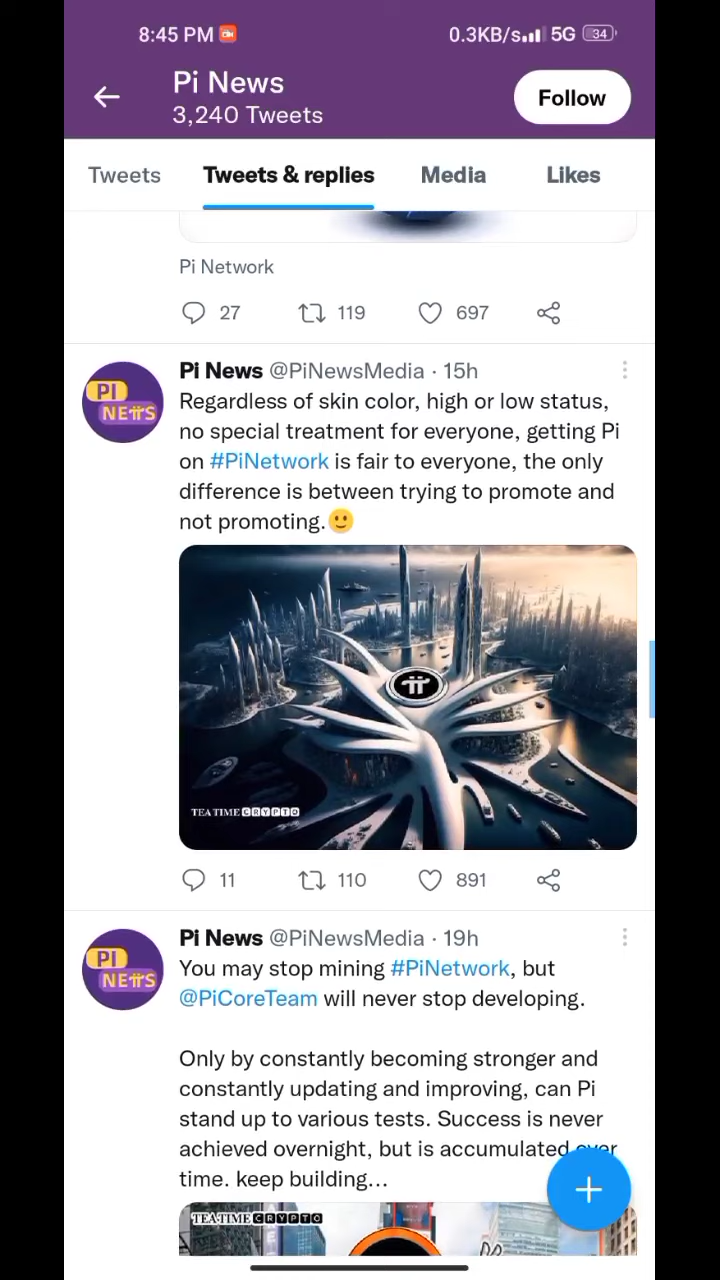 8:45 PM
0.3KB/s 5G 34
Pi News
3,240 Tweets
Follow
Tweets
Tweets & replies
Media
Likes
Pi Network
27
119
697
PI
NEWS
Pi News @PiNewsMedia · 15h
Regardless of skin color, high or low status,
no special treatment for everyone, getting Pi
on #PiNetwork is fair to everyone, the only
difference is between trying to promote and
not promoting.🙂
TEA TIME CRYPTO
11
110
891
PI
NEWS
Pi News @PiNewsMedia · 19h
You may stop mining #PiNetwork, but
@PiCoreTeam will never stop developing.
Only by constantly becoming stronger and
constantly updating and improving, can Pi
stand up to various tests. Success is never
achieved overnight, but is accumulated over
time. keep building...
TEA TIME CRYPTO